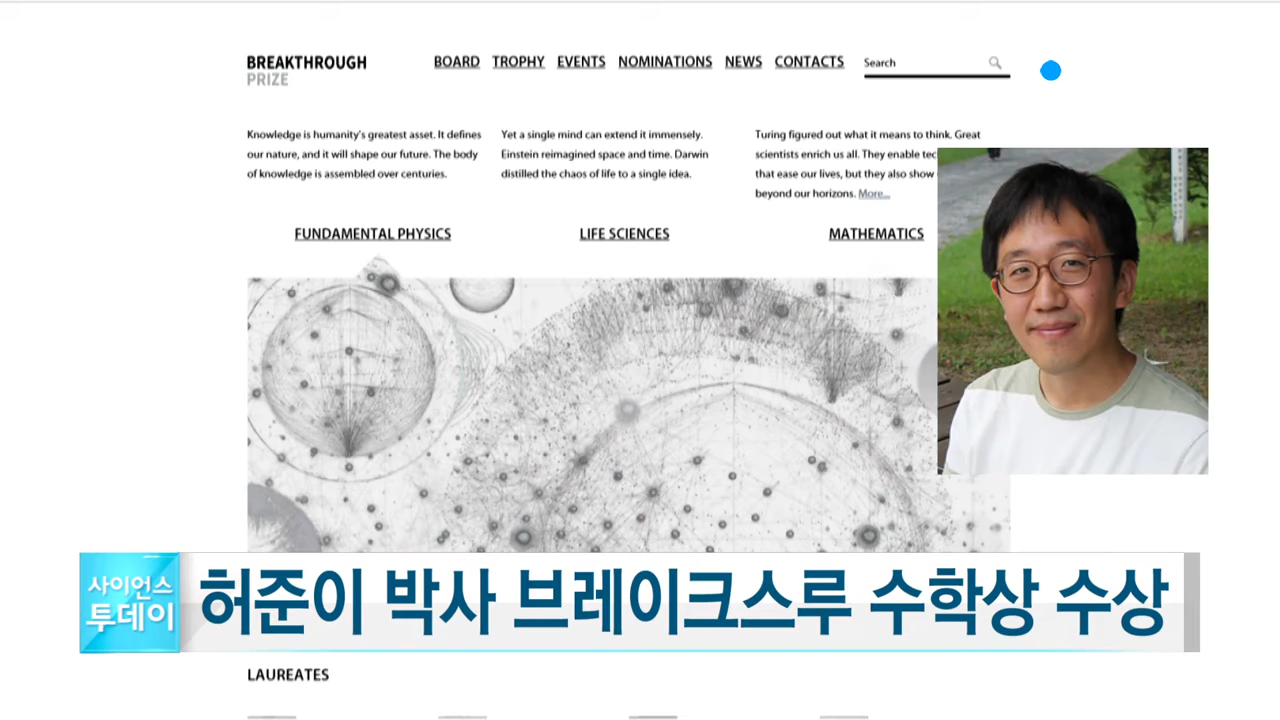 BREAKTHROUGH
PRIZE
BOARD TROPHY EVENTS NOMINATIONS NEWS CONTACTS
Search
Knowledge is humanity's greatest asset. It defines
our nature, and it will shape our future. The body
of knowledge is assembled over centuries.
Yet a single mind can extend it immensely.
Einstein reimagined space and time. Darwin
distilled the chaos of life to a single idea.
Turing figured out what it means to think. Great
scientists enrich us all. They enable
that ease our lives, but they also show
beyond our horizons. More...
FUNDAMENTAL PHYSICS
LIFE SCIENCES
MATHEMATICS
사이언스
투데이
허준이 박사 브레이크스루 수학상 수상
LAUREATES